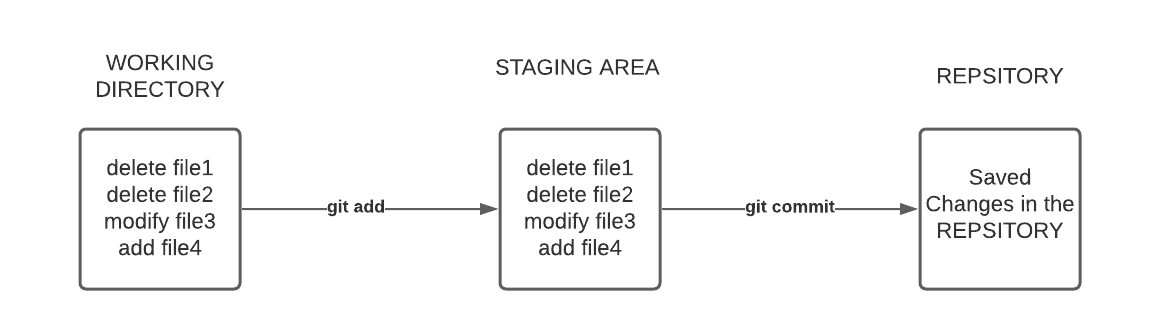 WORKING
DIRECTORY
STAGING AREA
REPSITORY
delete file1
delete file2
modify file3
add file4
git add
delete file1
delete file2
modify file3
add file4
git commit
Saved
Changes in the
REPSITORY